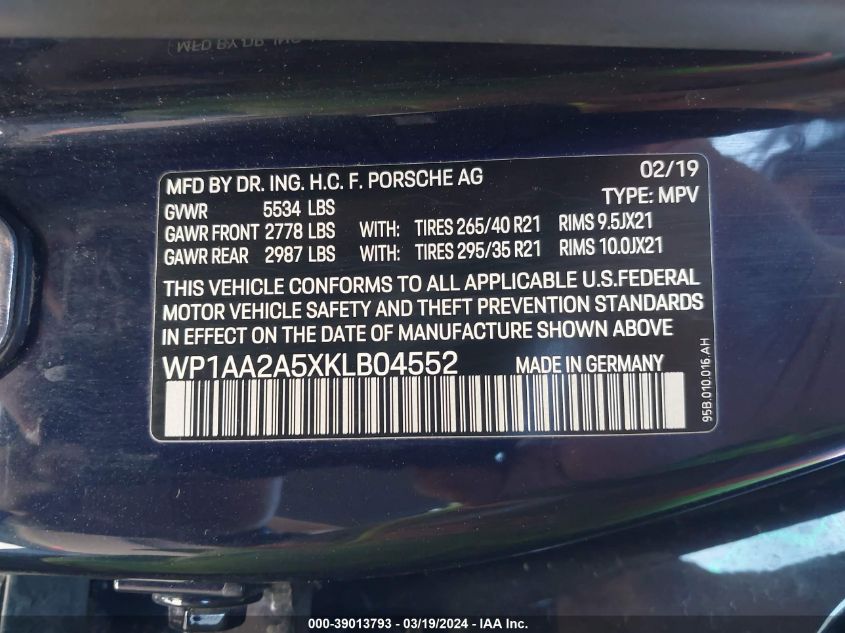 MFD BY DR. ING. H.C. F. PORSCHE AG 02/19
GVWR 5534 LBS TYPE: MPV
GAWR FRONT 2778 LBS WITH: TIRES 265/40 R21 RIMS 9.5JX21
GAWR REAR 2987 LBS WITH: TIRES 295/35 R21 RIMS 10.0JX21
THIS VEHICLE CONFORMS TO ALL APPLICABLE U.S.FEDERAL
MOTOR VEHICLE SAFETY AND THEFT PREVENTION STANDARDS
IN EFFECT ON THE DATE OF MANUFACTURE SHOWN ABOVE.
WP1AA2A5XKLB04552 MADE IN GERMANY
95B.010.016.AH
000-39013793 - 03/19/2024 - www.iaai.com